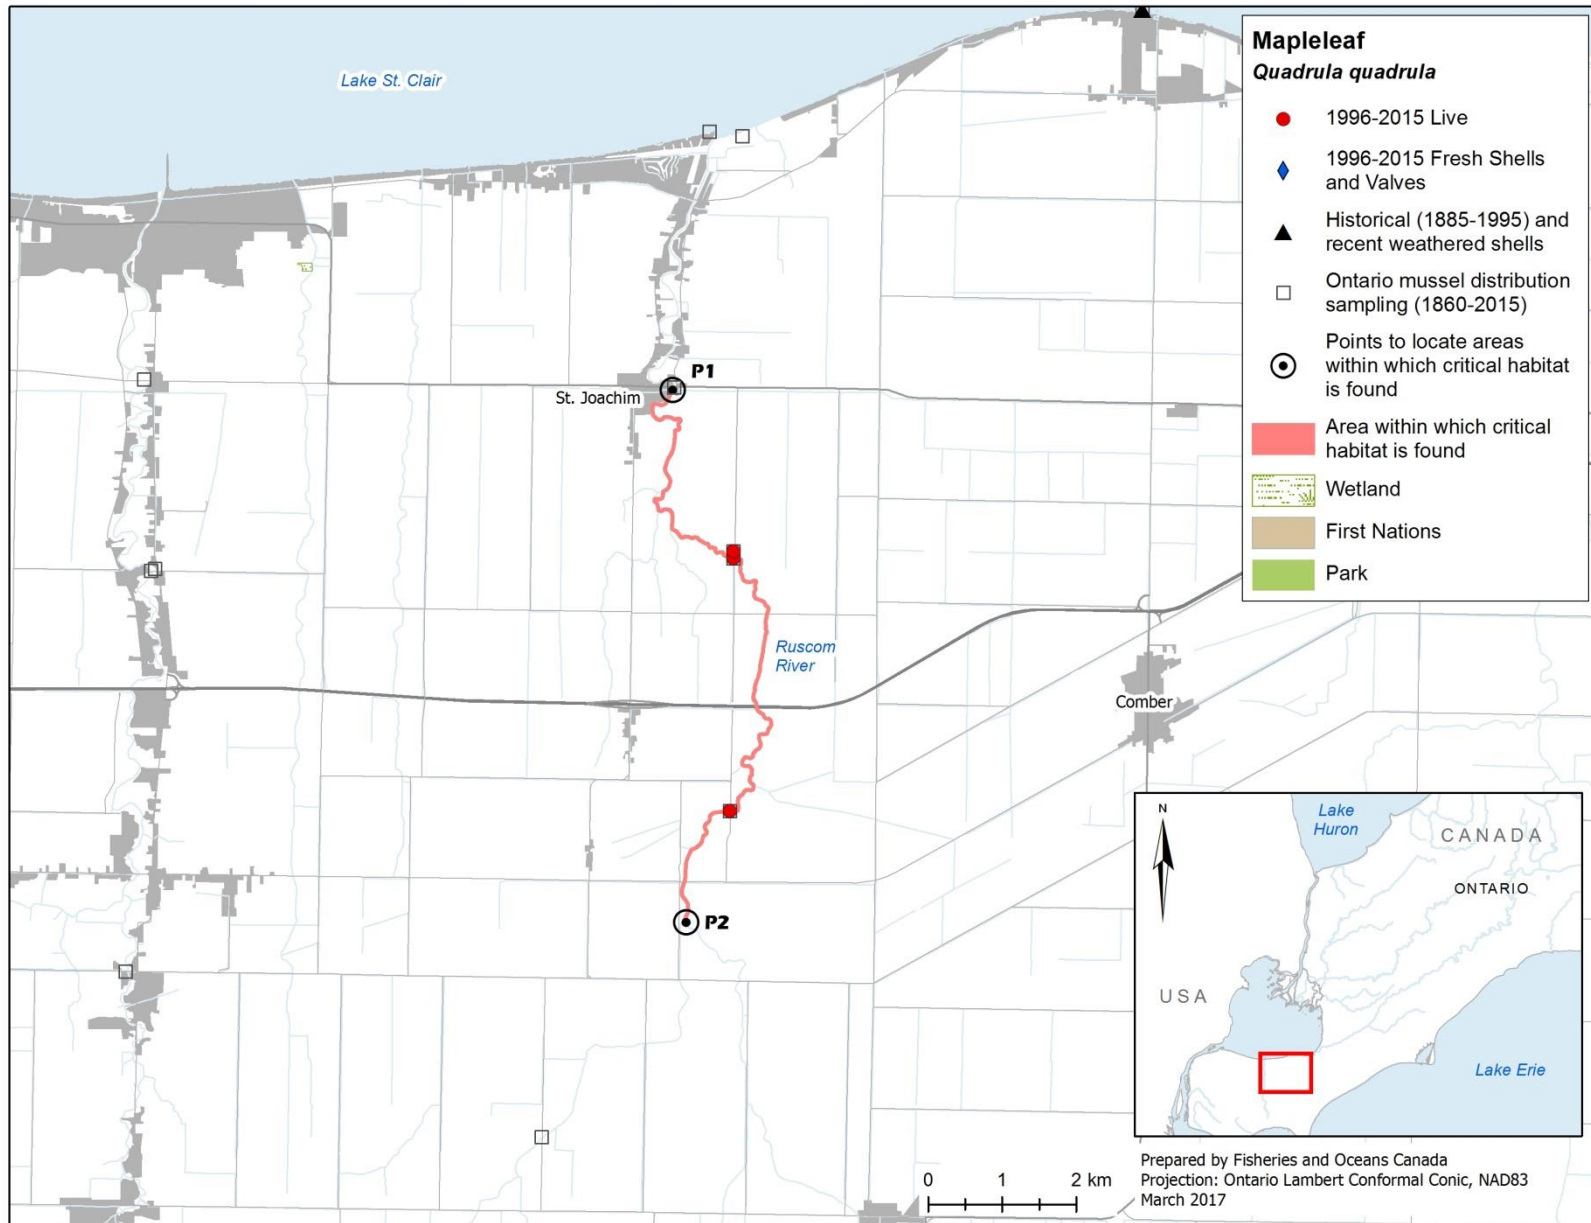 Lake St. Clair
P1
St. Joachim
Ruscom
River
Comber
P2
Mapleleaf
Quadrula quadrula
1996-2015 Live
1996-2015 Fresh Shells
and Valves
Historical (1885-1995) and
recent weathered shells
Ontario mussel distribution
sampling (1860-2015)
Points to locate areas
within which critical habitat
is found
Area within which critical
habitat is found
Wetland
First Nations
Park
N
Lake
Huron
CANADA
ONTARIO
USA
Lake Erie
0 1 2 km
Prepared by Fisheries and Oceans Canada
Projection: Ontario Lambert Conformal Conic, NAD83
March 2017